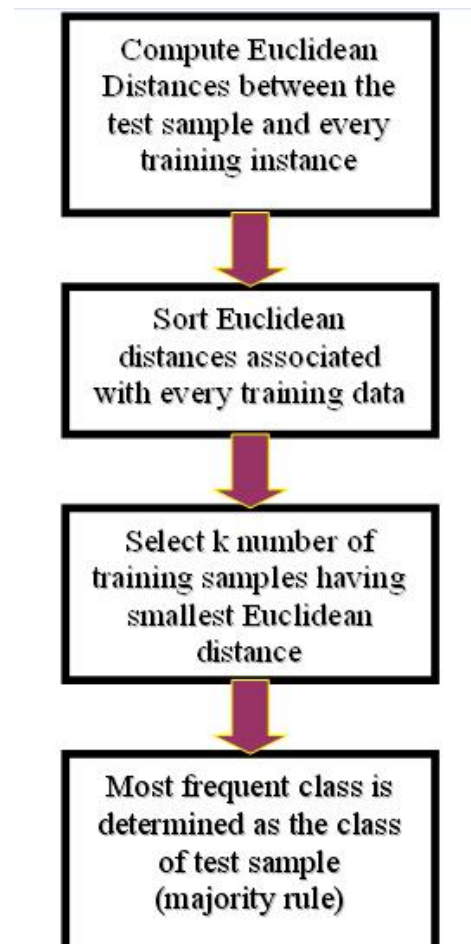 Compute Euclidean
Distances between the
test sample and every
training instance
Sort Euclidean
distances associated
with every training data
Select k number of
training samples having
smallest Euclidean
distance
Most frequent class is
determined as the class
of test sample
(majority rule)